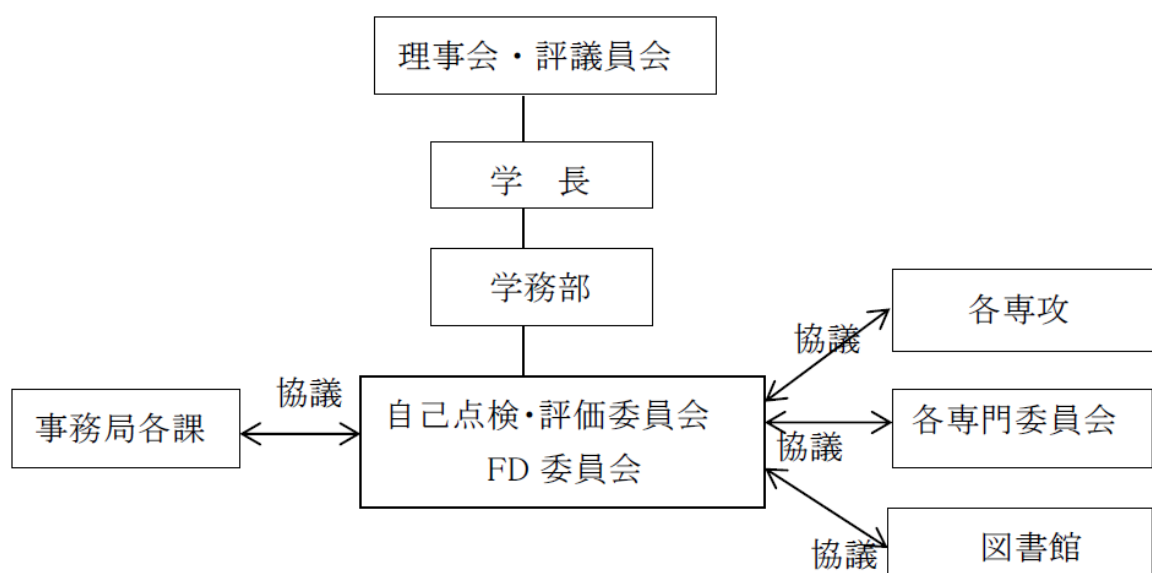 理事会・評議員会
学　長
学務部
各専攻
協議
協議
自己点検・評価委員会
FD 委員会
事務局各課
各専門委員会
協議
協議
図書館